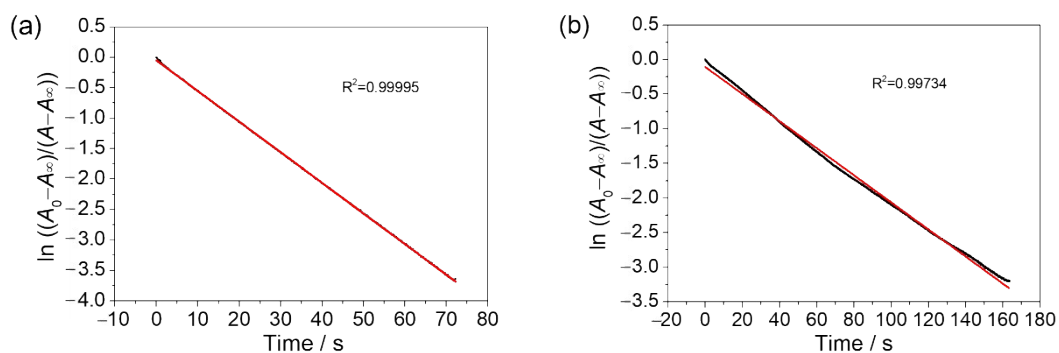 (a)
0.5
0.0
−0.5
−1.0
−1.5
−2.0
−2.5
−3.0
−3.5
−4.0
ln ((A0−A∞)/(A−A∞))
R2=0.99995
−10 0 10 20 30 40 50 60 70 80
Time / s
(b)
0.5
0.0
−0.5
−1.0
−1.5
−2.0
−2.5
−3.0
−3.5
ln ((A0−A∞)/(A−A∞))
R2=0.99734
−20 0 20 40 60 80 100 120 140 160 180
Time / s